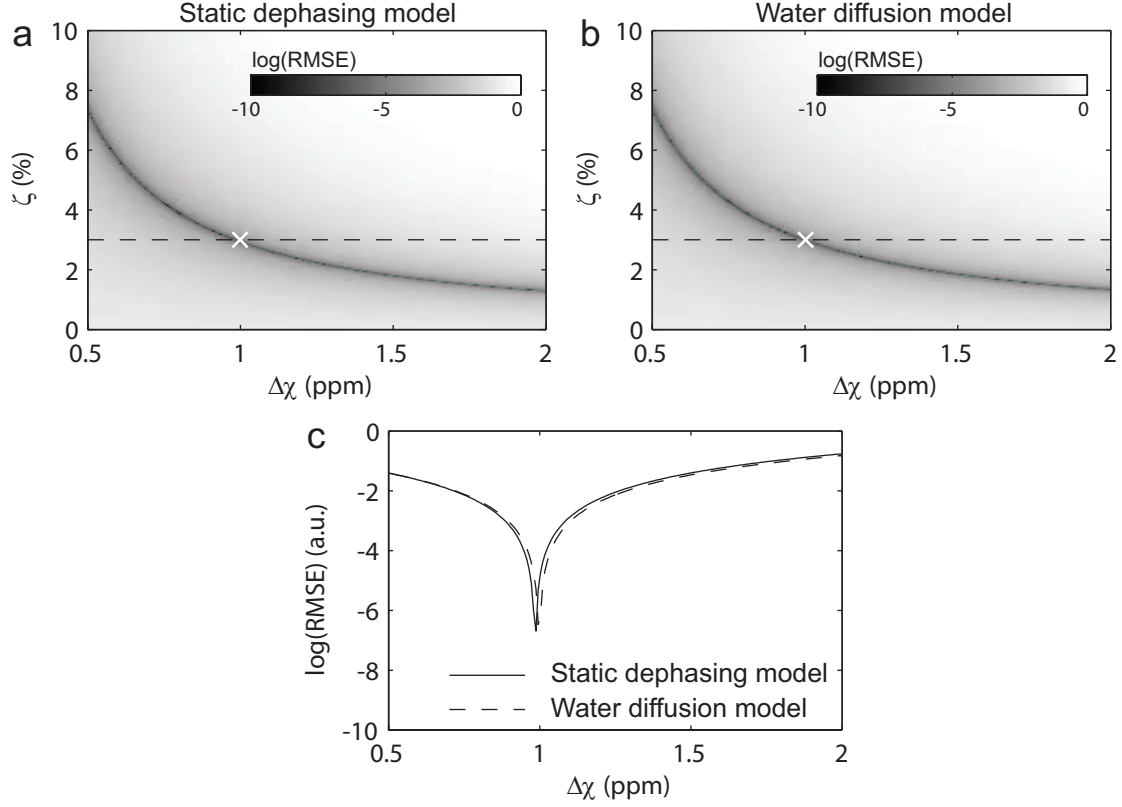 Static dephasing model
Water diffusion model
a
b
10
8
6
4
2
0
ζ (%)
log(RMSE)
-10
-5
0
0.5
1
1.5
2
Δχ (ppm)
10
8
6
4
2
0
ζ (%)
log(RMSE)
-10
-5
0
0.5
1
1.5
2
Δχ (ppm)
c
0
-2
-4
-6
-8
-10
log(RMSE) (a.u.)
Static dephasing model
Water diffusion model
0.5
1
1.5
2
Δχ (ppm)